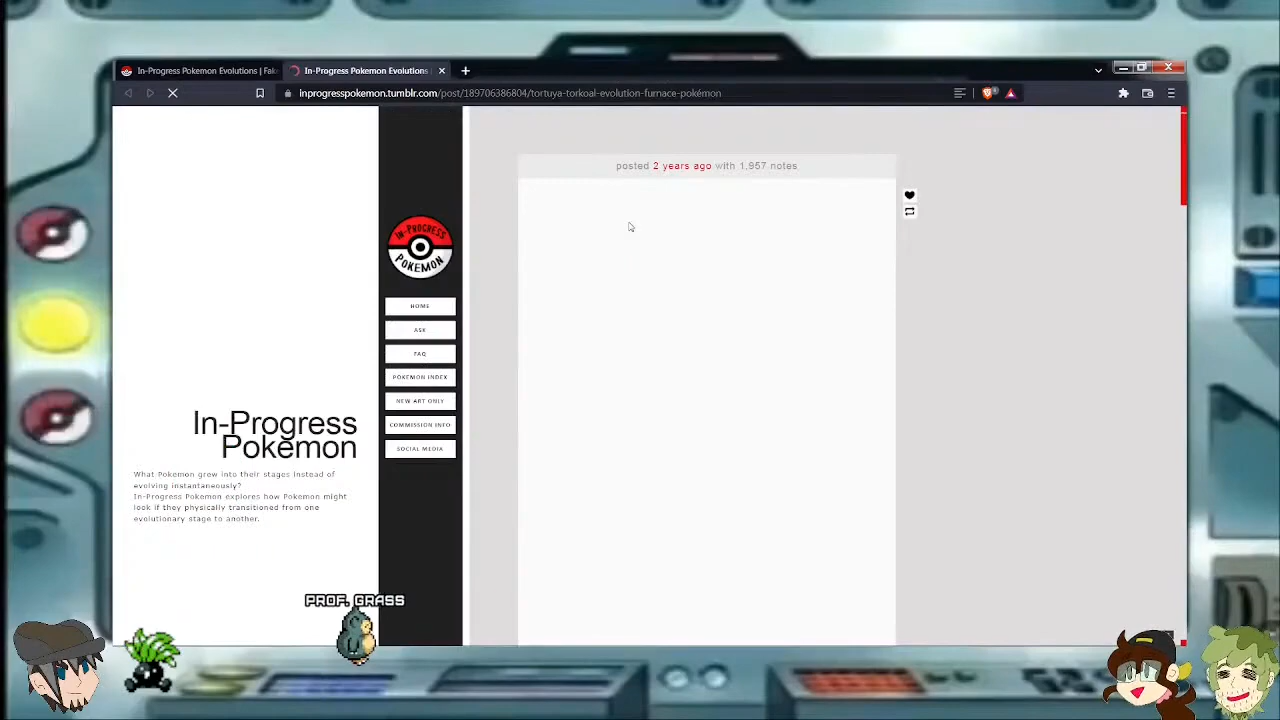 In-Progress Pokemon Evolutions | Fak
In-Progress Pokemon Evolutions
inprogresspokemon.tumblr.com/post/189706386804/tortuya-torkoal-evolution-furnace-pokémon
posted 2 years ago with 1,957 notes
IN-PROGRESS
POKEMON
HOME
ASK
FAQ
POKEMON INDEX
NEW ART ONLY
COMMISSION INFO
SOCIAL MEDIA
In-Progress
Pokemon
What Pokemon grew into their stages instead of
evolving instantaneously?
In-Progress Pokemon explores how Pokemon might
look if they physically transitioned from one
evolutionary stage to another.
PROF. GRASS